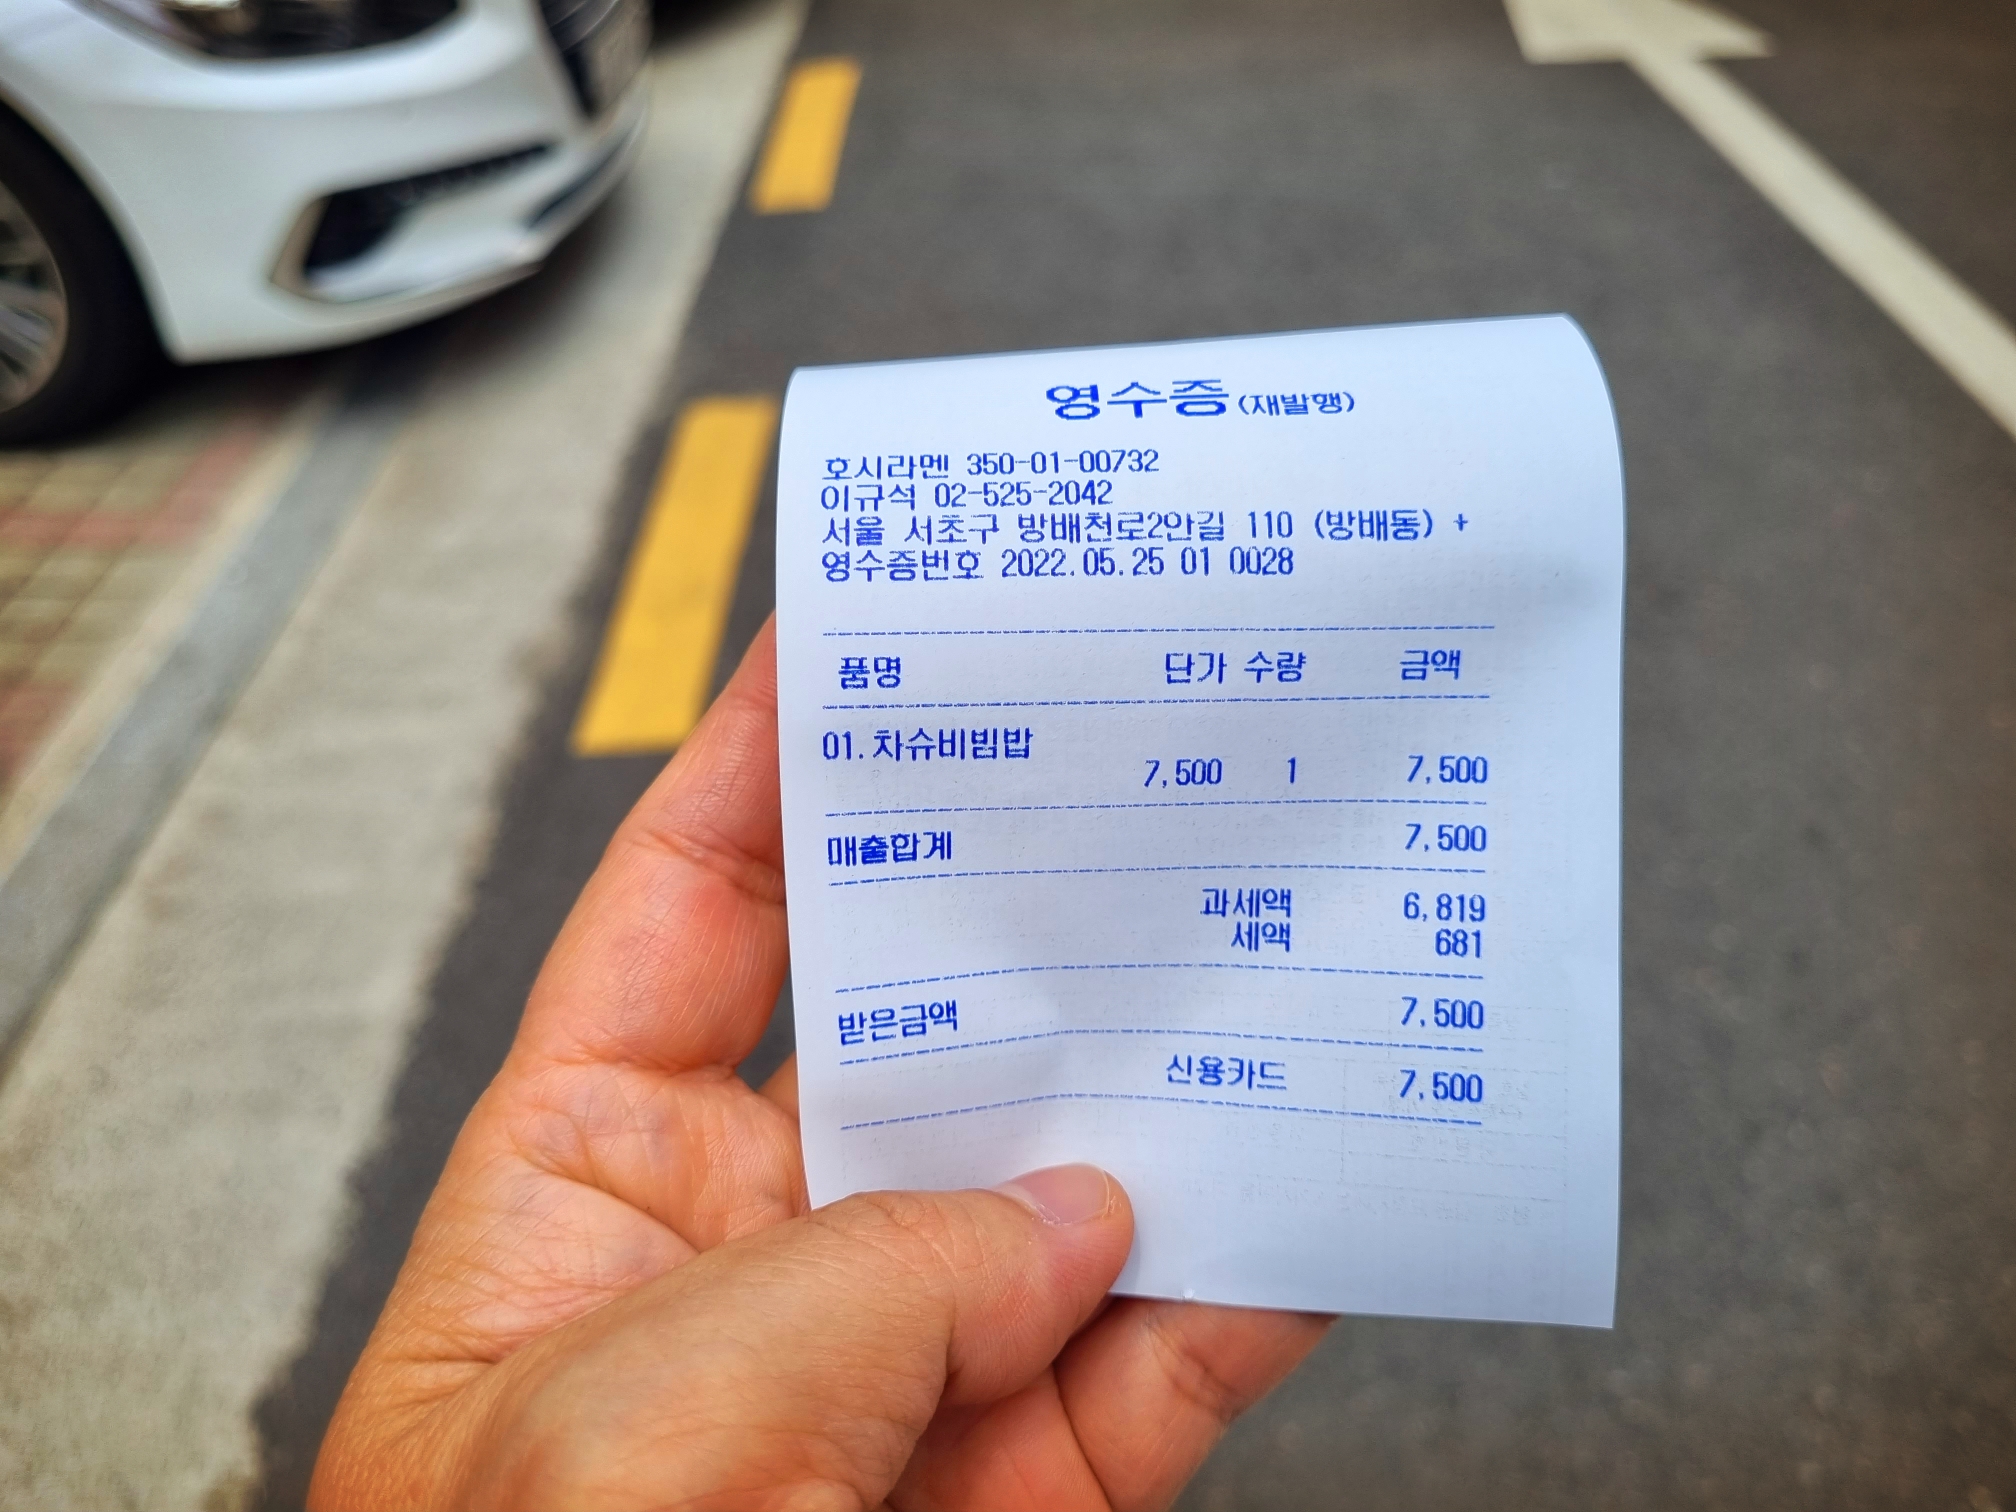 영수증(재발행)
호시라멘 350-01-00732
이규석 02-525-2042
서울 서초구 방배천로2안길 110 (방배동) +
영수증번호 2022.05.25 01 0028
품명 단가 수량 금액
01.차슈비빔밥
7,500 1 7,500
매출합계 7,500
과세액 6,819
세액 681
받은금액 7,500
신용카드 7,500